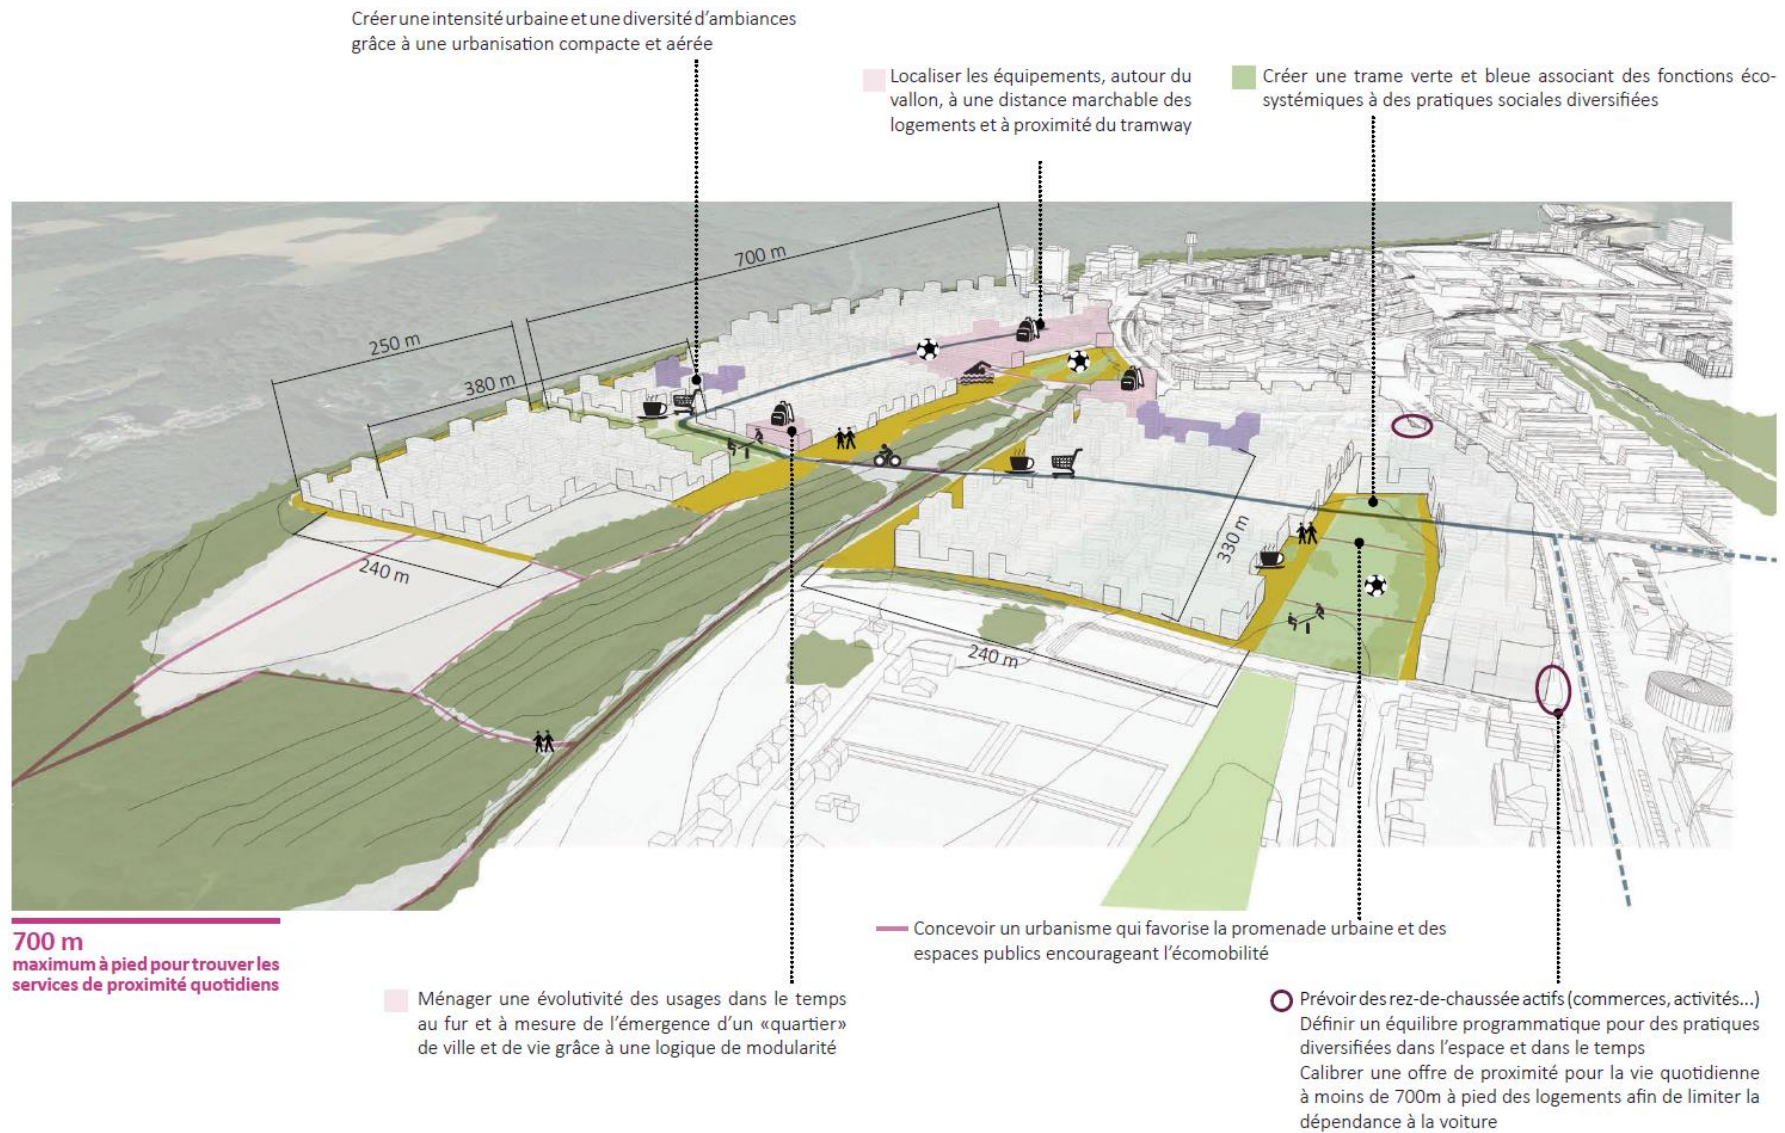 Créer une intensité urbaine et une diversité d'ambiances
grâce à une urbanisation compacte et aérée
Localiser les équipements, autour du
vallon, à une distance marchable des
logements et à proximité du tramway
Créer une trame verte et bleue associant des fonctions éco-
systémiques à des pratiques sociales diversifiées
700 m
250 m
380 m
330 m
240 m
240 m
700 m
maximum à pied pour trouver les
services de proximité quotidiens
Concevoir un urbanisme qui favorise la promenade urbaine et des
espaces publics encourageant l'écomobilité
Ménager une évolutivité des usages dans le temps
au fur et à mesure de l'émergence d'un «quartier»
de ville et de vie grâce à une logique de modularité
Prévoir des rez-de-chaussée actifs (commerces, activités...)
Définir un équilibre programmatique pour des pratiques
diversifiées dans l'espace et dans le temps
Calibrer une offre de proximité pour la vie quotidienne
à moins de 700m à pied des logements afin de limiter la
dépendance à la voiture